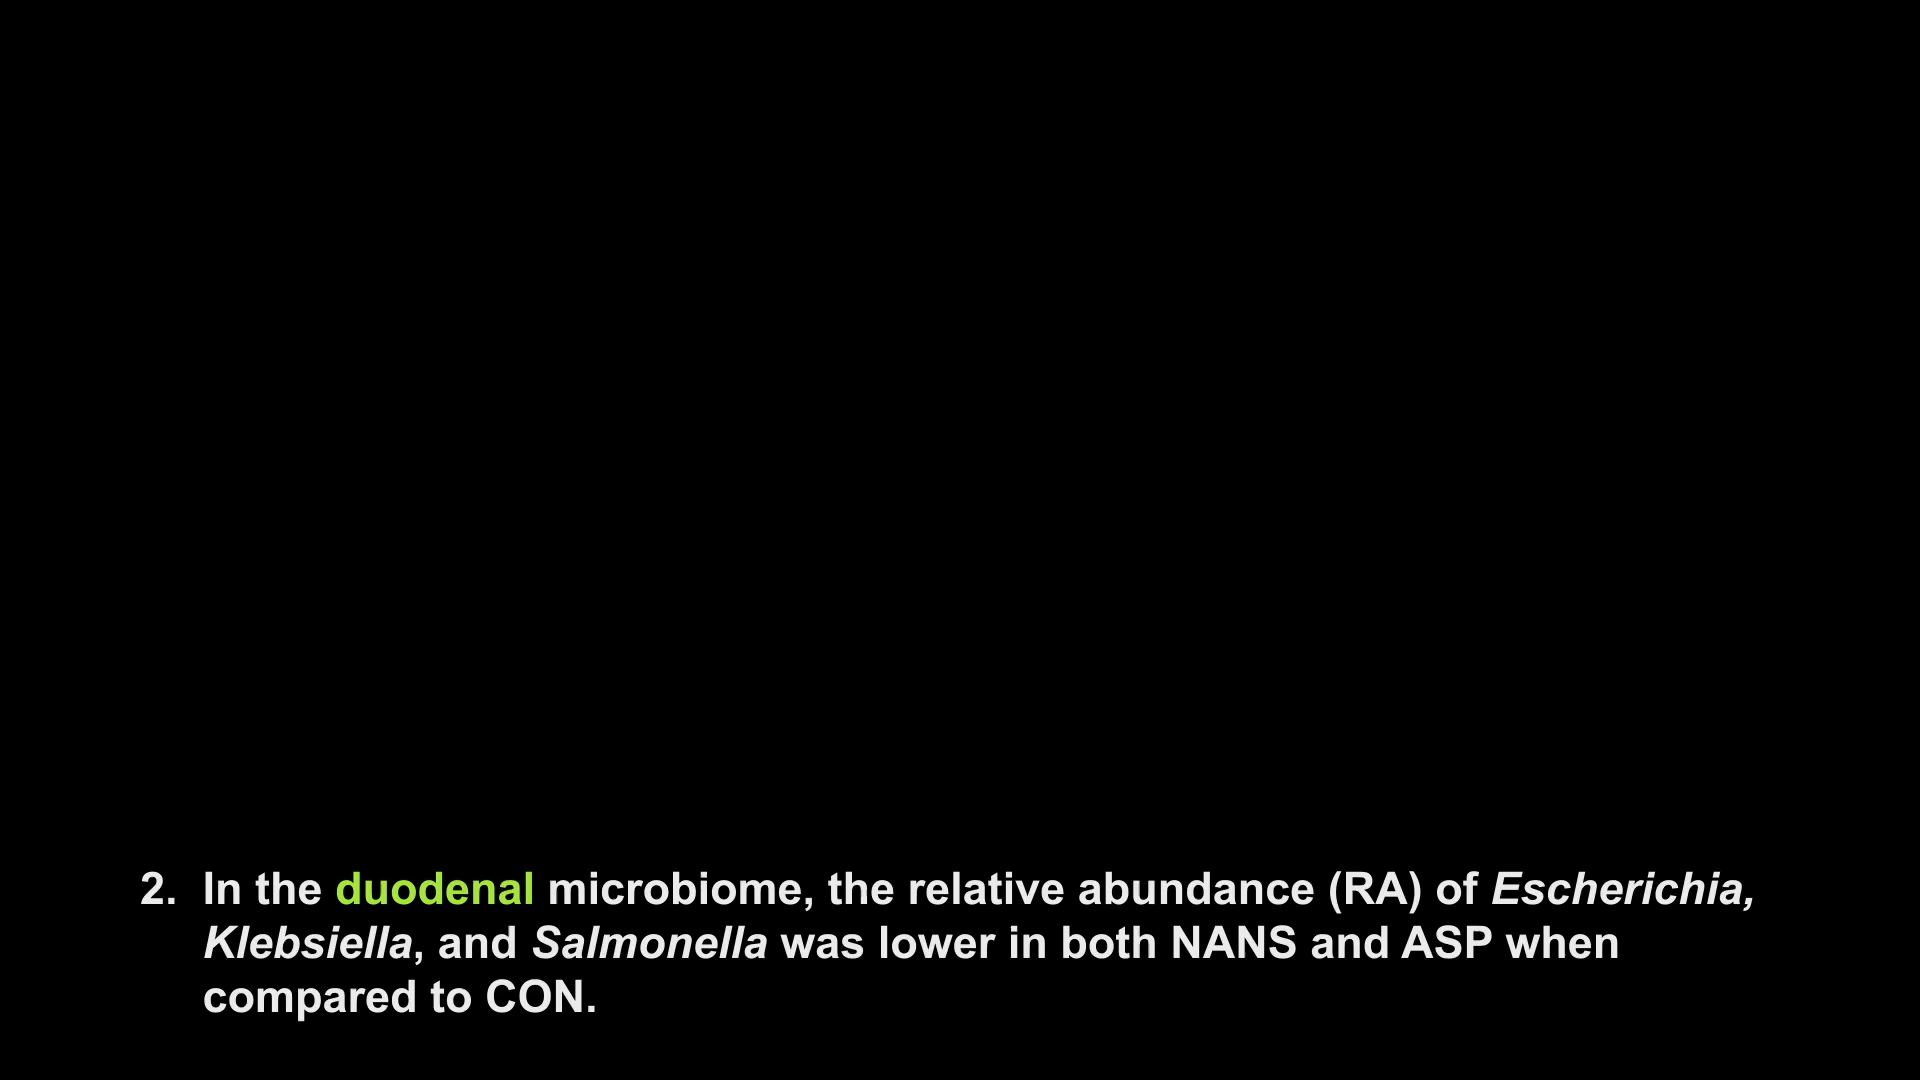 2. In the duodenal microbiome, the relative abundance (RA) of Escherichia,
Klebsiella, and Salmonella was lower in both NANS and ASP when
compared to CON.